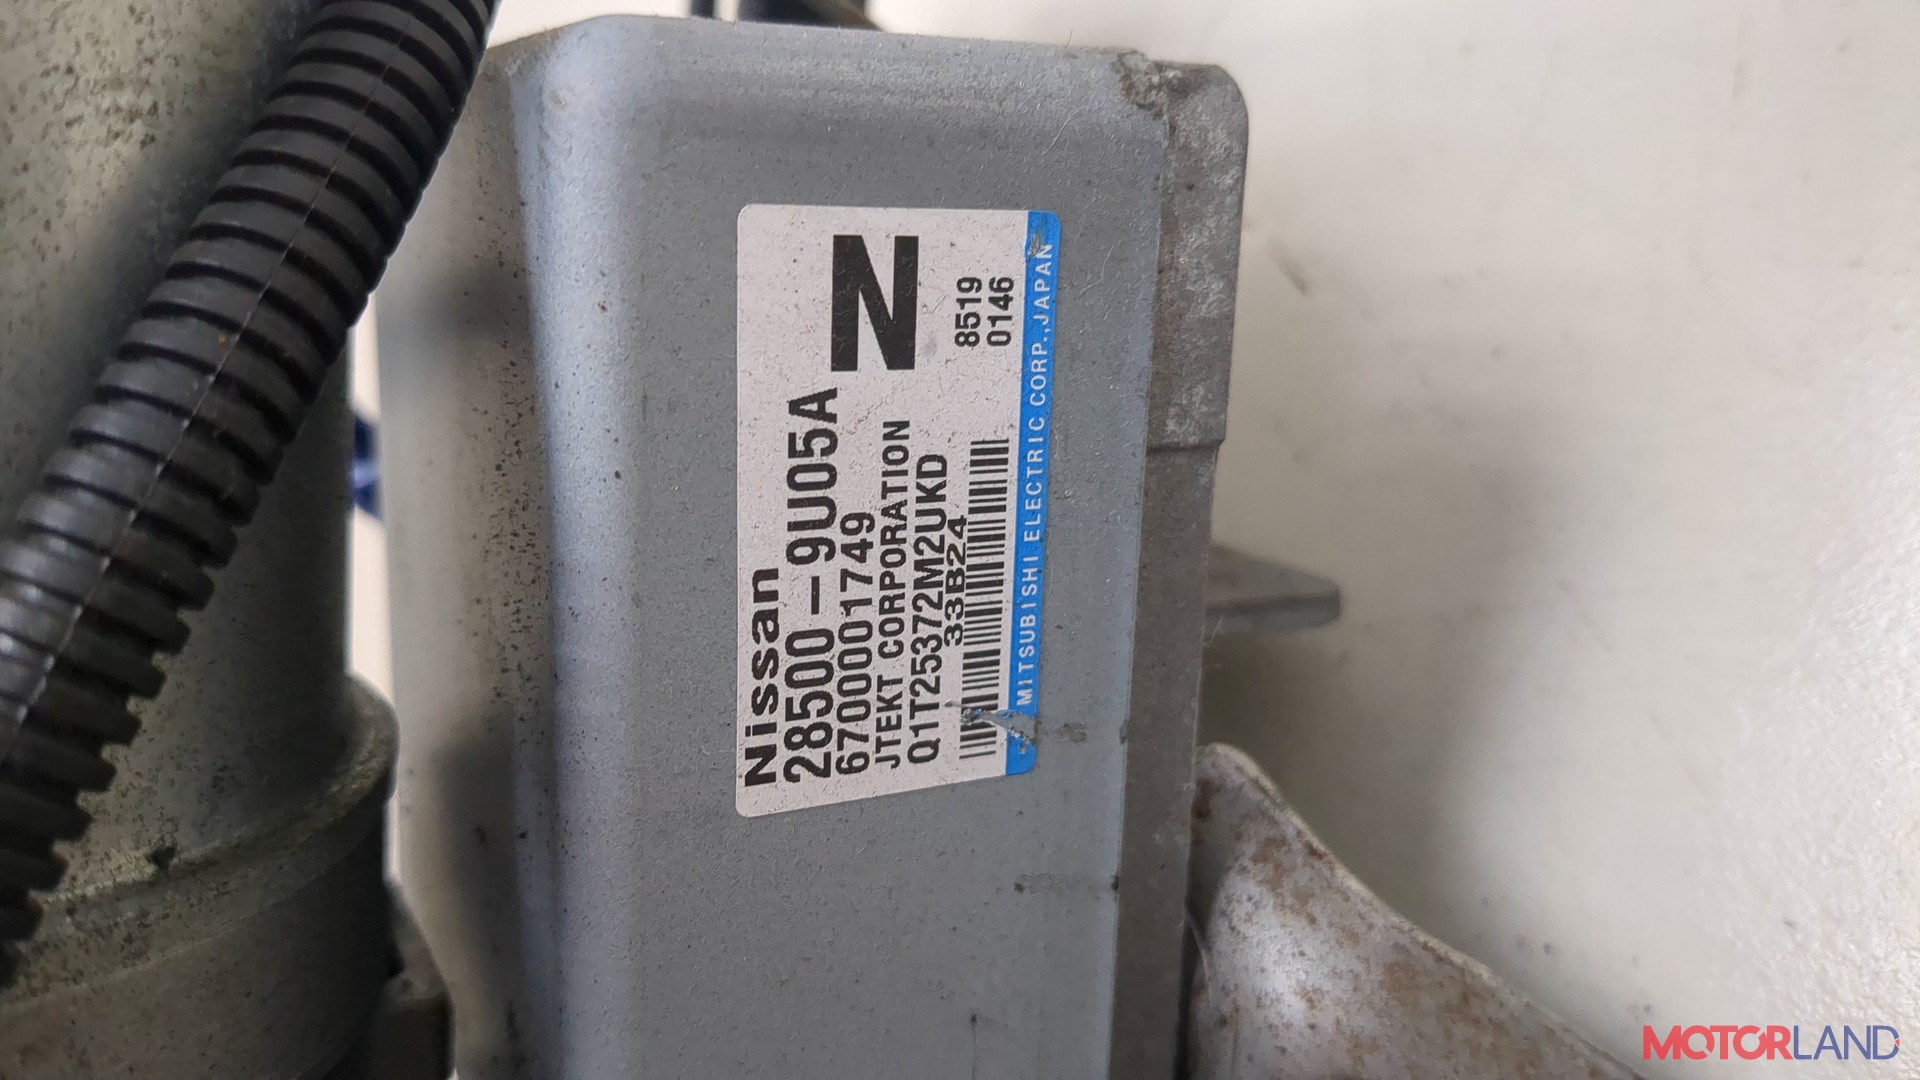 Nissan
28500-9U05A
6700001749
JTEKT CORPORATION
Q1T25372M2UKD
33B24
N
8519
0146
MITSUBISHI ELECTRIC CORP.,JAPAN
MOTORLAND